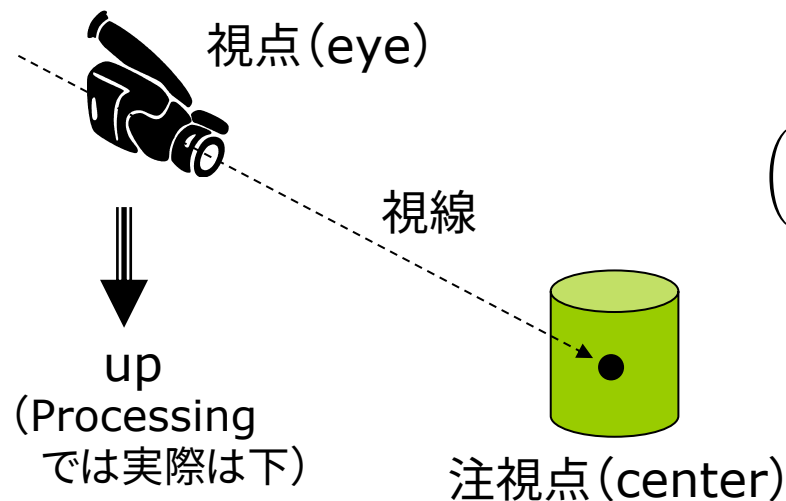 視点（eye）
視線
up
（Processing
では実際は下）
注視点（center）
（